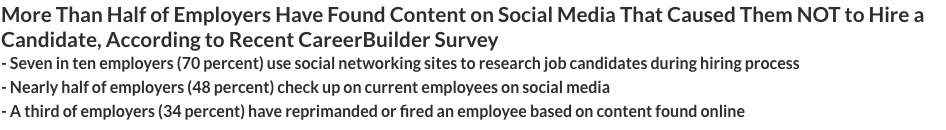 More Than Half of Employers Have Found Content on Social Media That Caused Them NOT to Hire a
Candidate, According to Recent CareerBuilder Survey
- Seven in ten employers (70 percent) use social networking sites to research job candidates during hiring process
- Nearly half of employers (48 percent) check up on current employees on social media
- A third of employers (34 percent) have reprimanded or fired an employee based on content found online